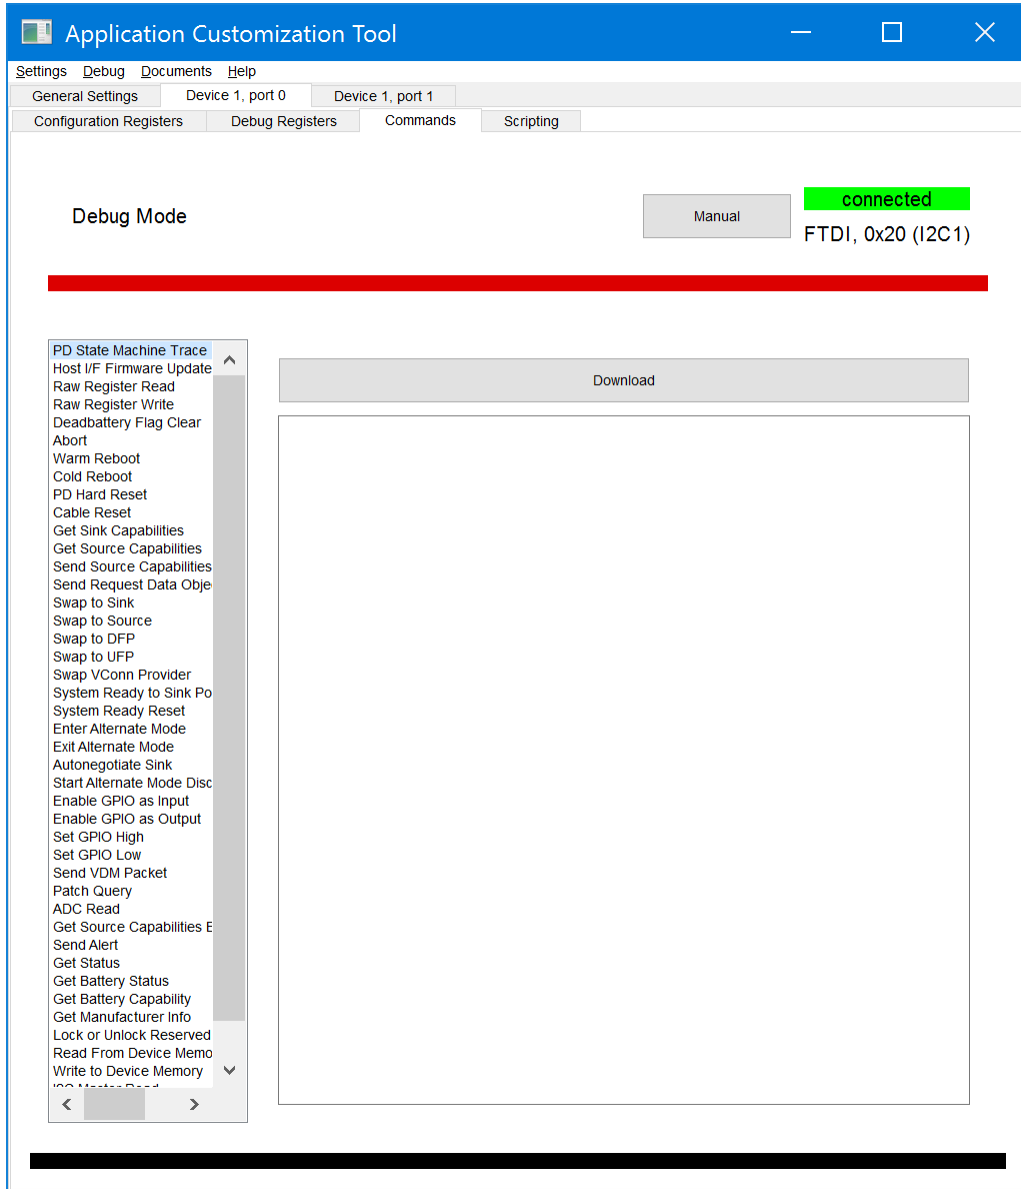 Application Customization Tool
Settings Debug Documents Help
General Settings Device 1, port 0 Device 1, port 1
Configuration Registers Debug Registers Commands Scripting
Debug Mode
Manual
connected
FTDI, 0x20 (I2C1)
PD State Machine Trace
Host I/F Firmware Update
Raw Register Read
Raw Register Write
Deadbattery Flag Clear
Abort
Warm Reboot
Cold Reboot
PD Hard Reset
Cable Reset
Get Sink Capabilities
Get Source Capabilities
Send Source Capabilities
Send Request Data Obje
Swap to Sink
Swap to Source
Swap to DFP
Swap to UFP
Swap VConn Provider
System Ready to Sink Po
System Ready Reset
Enter Alternate Mode
Exit Alternate Mode
Autonegotiate Sink
Start Alternate Mode Disc
Enable GPIO as Input
Enable GPIO as Output
Set GPIO High
Set GPIO Low
Send VDM Packet
Patch Query
ADC Read
Get Source Capabilities E
Send Alert
Get Status
Get Battery Status
Get Battery Capability
Get Manufacturer Info
Lock or Unlock Reserved
Read From Device Memo
Write to Device Memory
Download